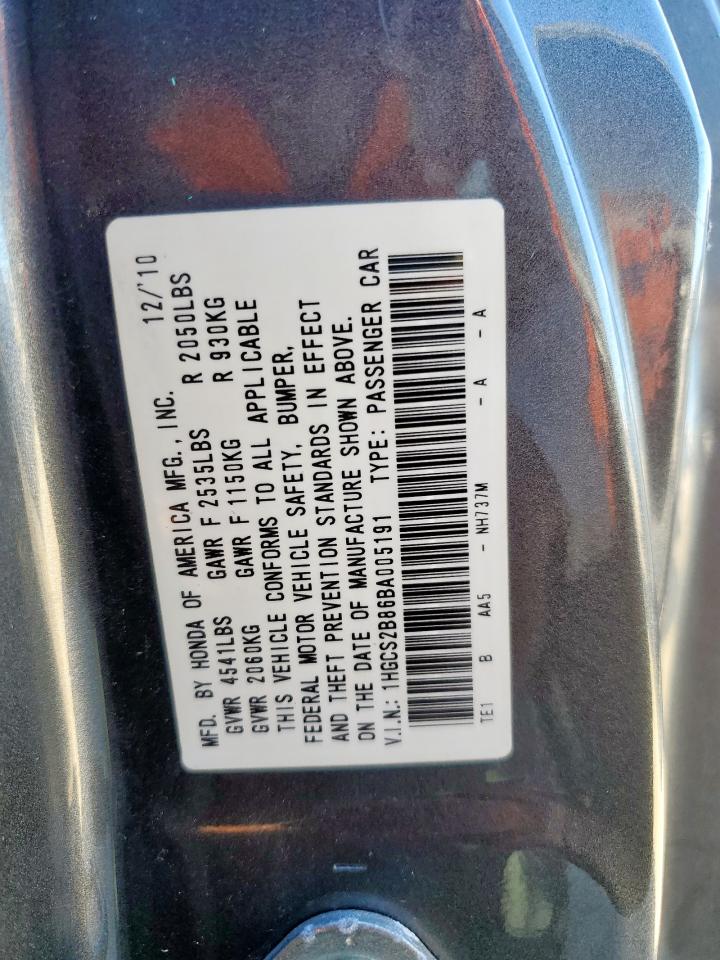 MFD. BY HONDA OF AMERICA MFG., INC. 12/'10
GVWR 4541LBS GAWR F 2535LBS R 2050LBS
GVWR 2060KG GAWR F 1150KG R 930KG
THIS VEHICLE CONFORMS TO ALL APPLICABLE
FEDERAL MOTOR VEHICLE SAFETY, BUMPER,
AND THEFT PREVENTION STANDARDS IN EFFECT
ON THE DATE OF MANUFACTURE SHOWN ABOVE.
V.I.N.: 1HGCS2B86BA005191 TYPE: PASSENGER CAR
TE1 B AA5 - NH737M - A - A